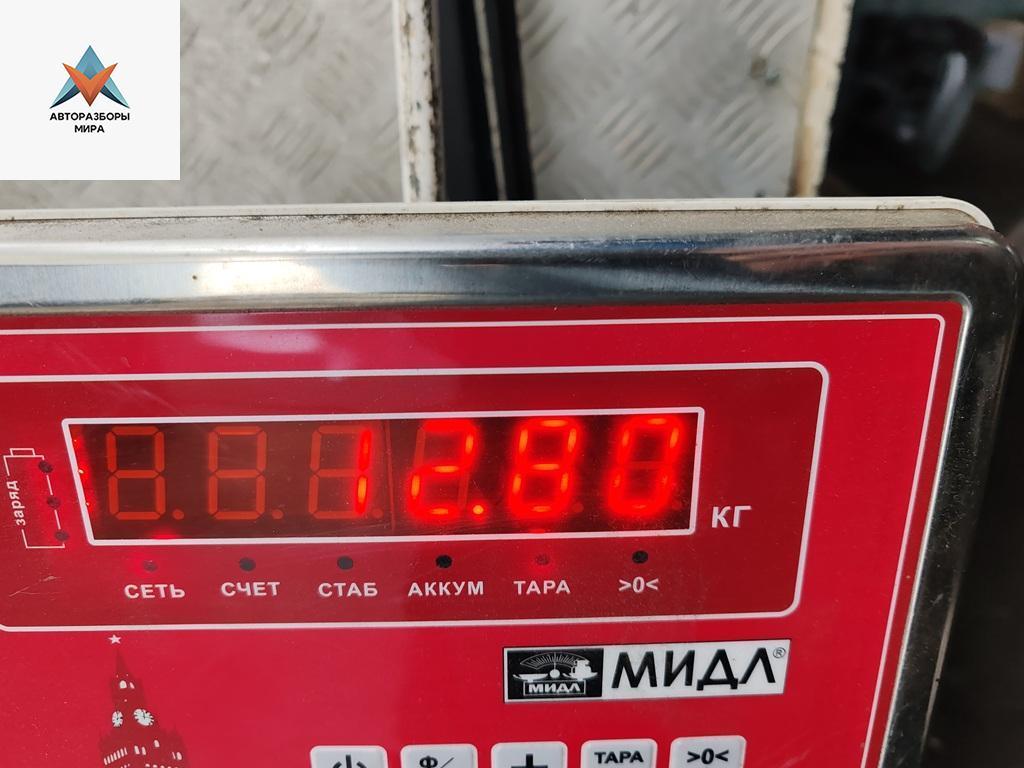 АВТОРАЗБОРЫ
МИРА
12.80
КГ
заряд
СЕТЬ СЧЕТ СТАБ АККУМ ТАРА >0<
МИДЛ МИДЛ®
Ф/ + ТАРА >0<